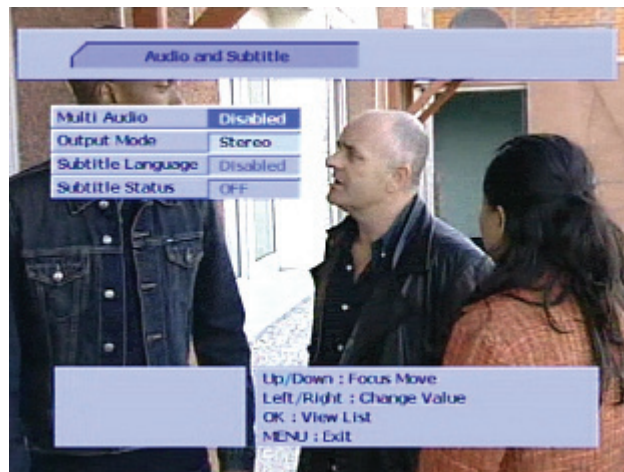 Audio and Subtitle
Multi Audio Disabled
Output Mode Stereo
Subtitle Language Disabled
Subtitle Status OFF
Up/Down : Focus Move
Left/Right : Change Value
OK : View List
MENU : Exit